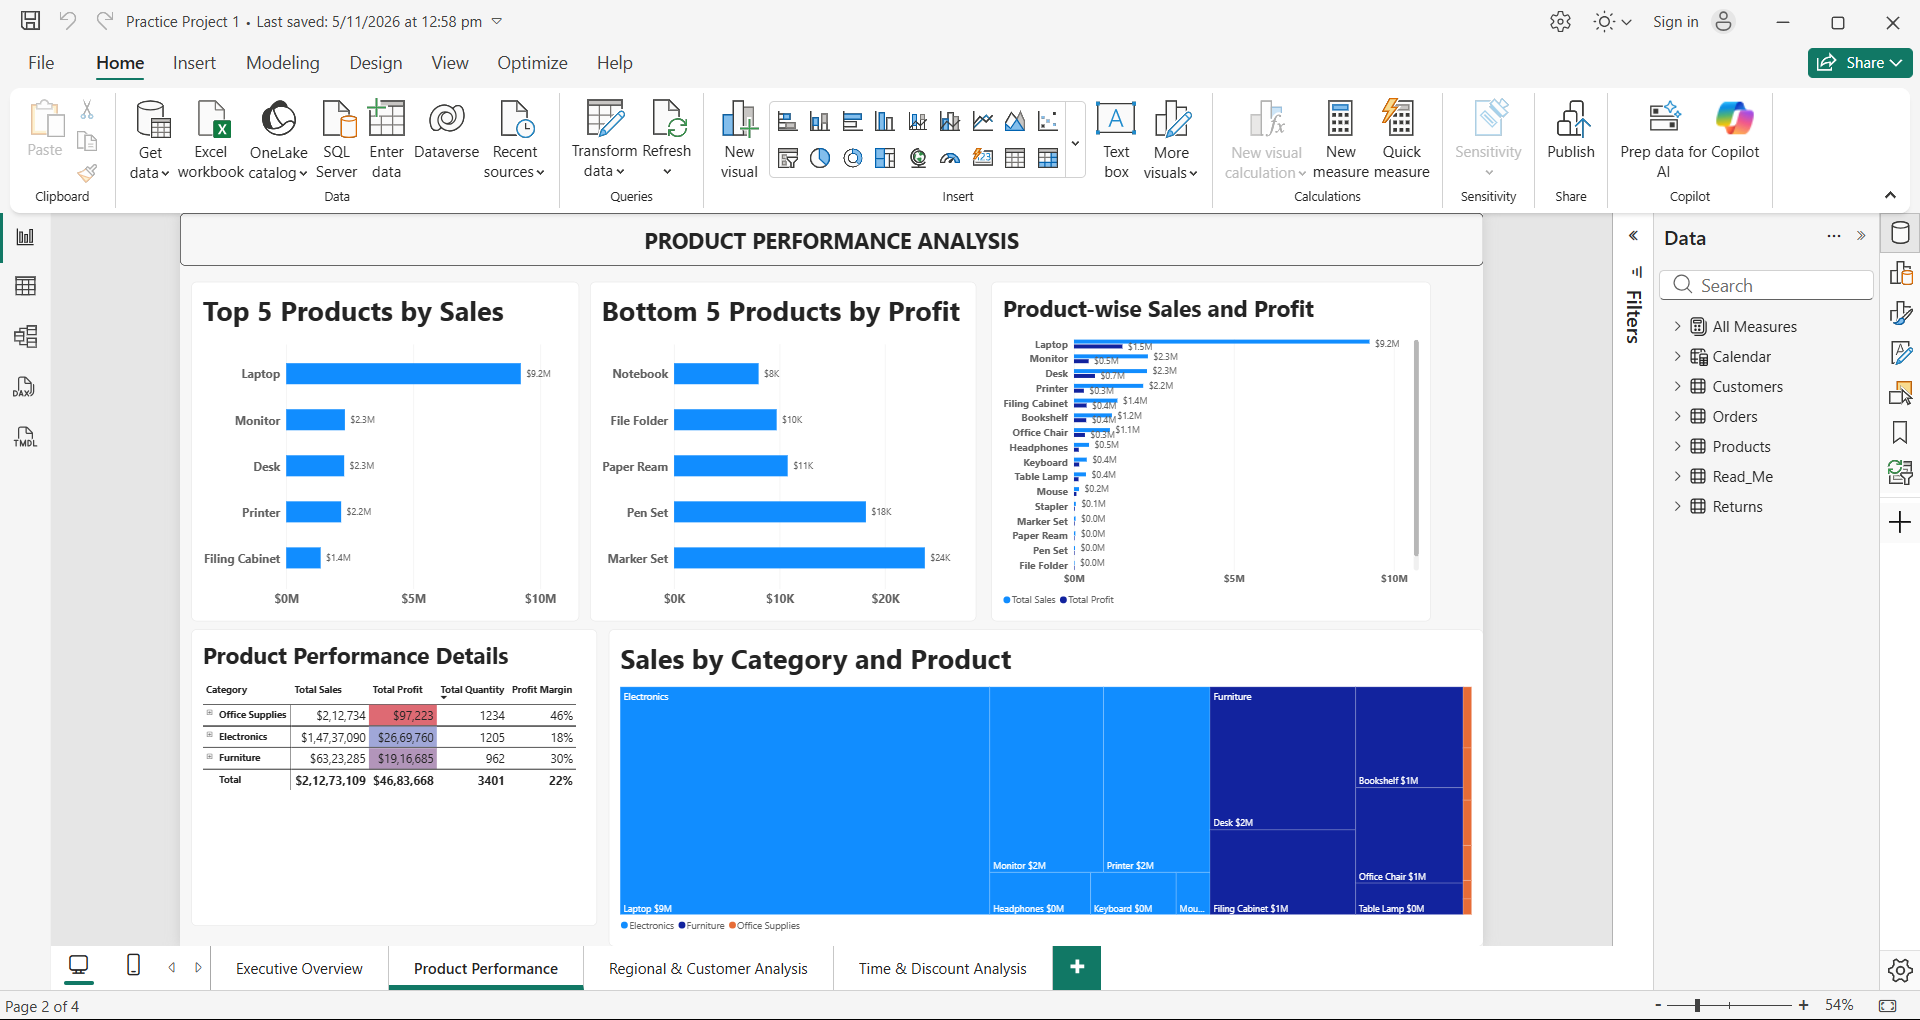 Practice Project 1 • Last saved: 5/11/2026 at 12:58 pm
Sign in
File
Home
Insert
Modeling
Design
View
Optimize
Help
Share
Paste
Clipboard
Get data
Excel workbook
OneLake catalog
SQL Server
Enter data
Dataverse
Recent sources
Data
Transform data
Refresh
Queries
New visual
Text box
More visuals
Insert
New visual calculation
New measure
Quick measure
Calculations
Sensitivity
Sensitivity
Publish
Share
Prep data for AI
Copilot
Copilot
DAX
TMDL
PRODUCT PERFORMANCE ANALYSIS
Top 5 Products by Sales
Laptop $9.2M
Monitor $2.3M
Desk $2.3M
Printer $2.2M
Filing Cabinet $1.4M
$0M $5M $10M
Bottom 5 Products by Profit
Notebook $8K
File Folder $10K
Paper Ream $11K
Pen Set $18K
Marker Set $24K
$0K $10K $20K
Product-wise Sales and Profit
Laptop $9.2M $1.5M
Monitor $2.3M $0.5M
Desk $2.3M $0.7M
Printer $2.2M $0.3M
Filing Cabinet $1.4M $0.4M
Bookshelf $1.2M $0.4M
Office Chair $1.1M $0.3M
Headphones $0.5M
Keyboard $0.4M
Table Lamp $0.4M
Mouse $0.2M
Stapler $0.1M
Marker Set $0.0M
Paper Ream $0.0M
Pen Set $0.0M
File Folder $0.0M
$0M $5M $10M
Total Sales Total Profit
Product Performance Details
Category Total Sales Total Profit Total Quantity Profit Margin
Office Supplies $2,12,734 $97,223 1234 46%
Electronics $1,47,37,090 $26,69,760 1205 18%
Furniture $63,23,285 $19,16,685 962 30%
Total $2,12,73,109 $46,83,668 3401 22%
Sales by Category and Product
Electronics
Laptop $9M
Monitor $2M
Printer $2M
Headphones $0M
Keyboard $0M
Mou...
Furniture
Desk $2M
Filing Cabinet $1M
Bookshelf $1M
Office Chair $1M
Table Lamp $0M
Electronics Furniture Office Supplies
Filters
Data
Search
All Measures
Calendar
Customers
Orders
Products
Read_Me
Returns
Executive Overview
Product Performance
Regional & Customer Analysis
Time & Discount Analysis
Page 2 of 4
54%